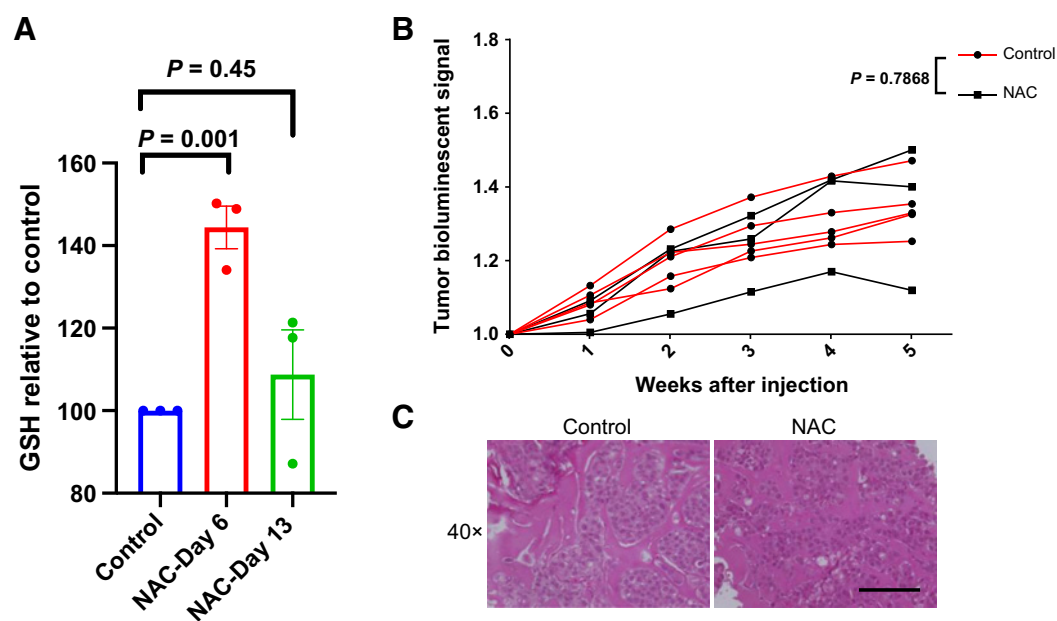 A
P = 0.45
P = 0.001
GSH relative to control
160
140
120
100
80
Control
NAC-Day 6
NAC-Day 13
B
Tumor bioluminescent signal
1.8
1.6
1.4
1.2
1.0
0
1
2
3
4
5
Weeks after injection
P = 0.7868
Control
NAC
C
Control
NAC
40×